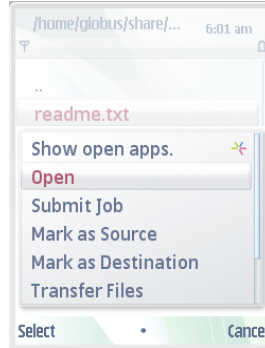 /home/globus/share/...
6:01 am
..
readme.txt
Show open apps.
Open
Submit Job
Mark as Source
Mark as Destination
Transfer Files
Select
Cance